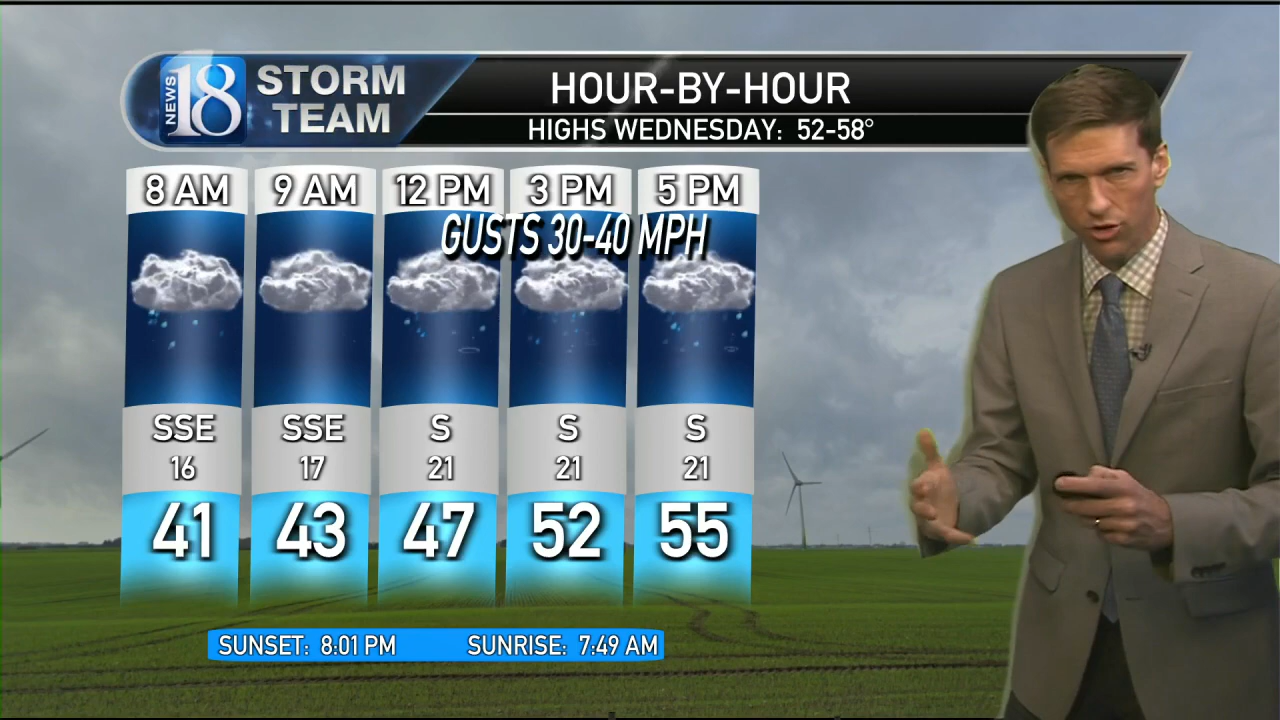 NEWS 18 STORM TEAM
HOUR-BY-HOUR
HIGHS WEDNESDAY: 52-58°
8 AM 9 AM 12 PM 3 PM 5 PM
GUSTS 30-40 MPH
SSE SSE S S S
16 17 21 21 21
41 43 47 52 55
SUNSET: 8:01 PM SUNRISE: 7:49 AM